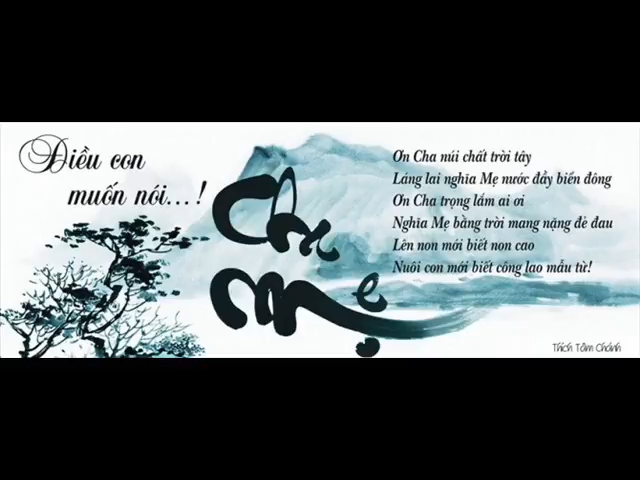 Điều con
muốn nói...!
Cha
Mẹ
Ơn Cha núi chất trời tây
Láng lai nghĩa Mẹ mước đầy biển đông
Ơn Cha trọng lắm ai ơi
Nghĩa Mẹ bằng trời mang nặng đẻ đau
Lên non mới biết non cao
Nuôi con mới biết công lao mẫu từ!
Thích Tâm Chánh